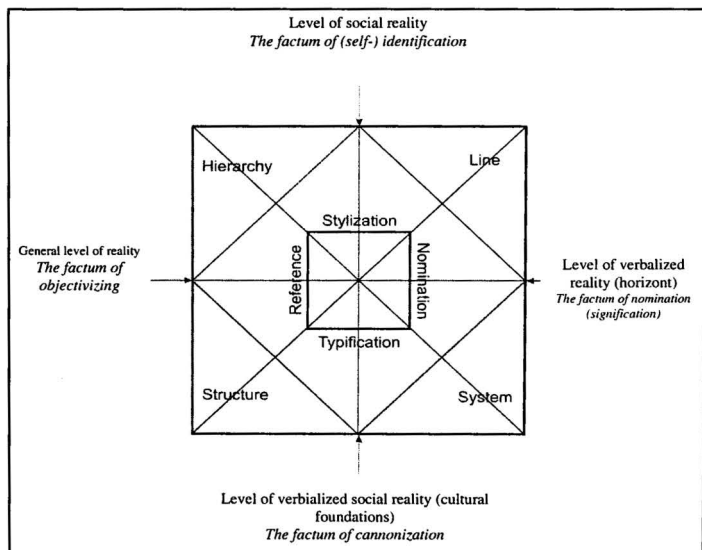 Level of social reality
The factum of (self-) identification
Hierarchy
Line
Stylization
General level of reality
The factum of
objectivizing
Reference
Nomination
Level of verbalized
reality (horizont)
The factum of nomination
(signification)
Typification
Structure
System
Level of verbialized social reality (cultural
foundations)
The factum of cannonization